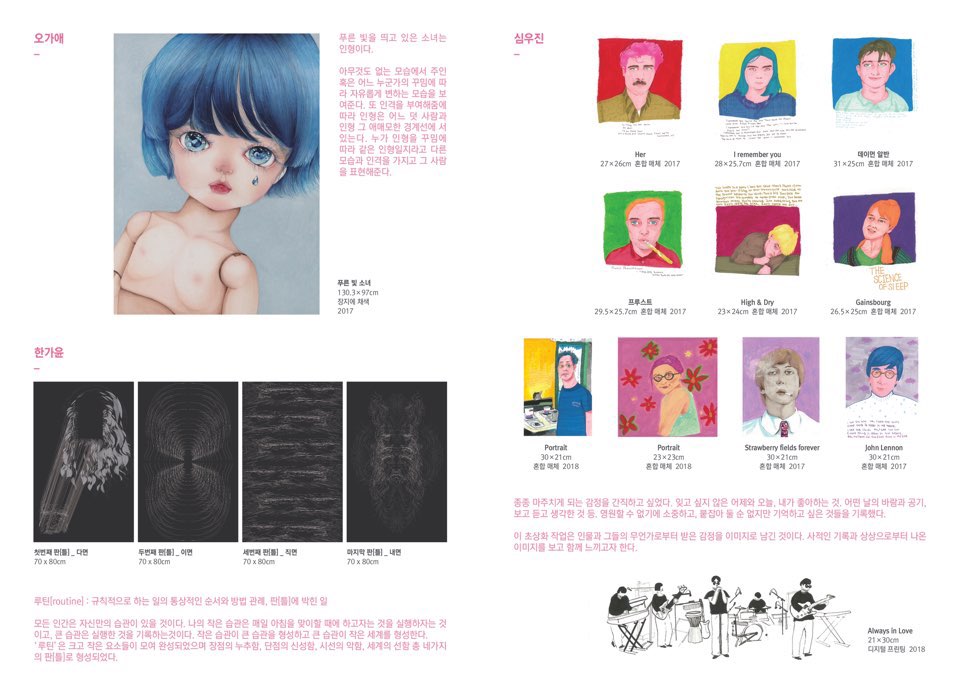 오가애
푸른 빛을 띄고 있은 소녀는
인형이다.
아무것도 없는 모습에서 주인
혹은 어느 누군가의 꾸밈에 따
라 자유롭게 변하는 모습을 보
여준다. 또 인격을 부여해줌에
따라 인형은 어느 덧 사람과
인형 그 애매모한 경계선에 서
있는다. 누가 인형을 꾸밈에
따라 같은 인형일지라고 다른
모습과 인격을 가지고 그 사람
을 표현해준다.
푸른 빛 소녀
130.3×97cm
장지에 채색
2017
한가윤
첫번째 판[틀] _ 다면
70 x 80cm
두번째 판[틀] _ 이면
70 x 80cm
세번째 판[틀] _ 직면
70 x 80cm
마지막 판[틀] _ 내면
70 x 80cm
루틴[routine] : 규칙적으로 하는 일의 통상적인 순서와 방법 관례, 판[틀]에 박힌 일
모든 인간은 자신만의 습관이 있을 것이다. 나의 작은 습관은 매일 아침을 맞이할 때에 하고자는 것을 실행하자는 것
이고, 큰 습관은 실행한 것을 기록하는것이다. 작은 습관이 큰 습관을 형성하고 큰 습관이 작은 세계를 형성한다.
'루틴'은 크고 작은 요소들이 모여 완성되었으며 장점의 누추함, 단점의 신성함, 시선의 악함, 세계의 선함 총 네가지
의 판[틀]로 형성되었다.
심우진
Her
27×26cm 혼합 매체 2017
I remember you
28×25.7cm 혼합 매체 2017
데이먼 알반
31×25cm 혼합 매체 2017
THE
SCIENCE
OF SLEEP
프루스트
29.5×25.7cm 혼합 매체 2017
High & Dry
23×24cm 혼합 매체 2017
Gainsbourg
26.5×25cm 혼합 매체 2017
Portrait
30×21cm
혼합 매체 2018
Portrait
23×23cm
혼합 매체 2018
Strawberry fields forever
30×21cm
혼합 매체 2017
John Lennon
30×21cm
혼합 매체 2017
종종 마주치게 되는 감정을 간직하고 싶었다. 잊고 싶지 않은 어제와 오늘, 내가 좋아하는 것, 어떤 날의 바람과 공기,
보고 듣고 생각한 것 등. 영원할 수 없기에 소중하고, 붙잡아 둘 순 없지만 기억하고 싶은 것들을 기록했다.
이 초상화 작업은 인물과 그들의 무언가로부터 받은 감정을 이미지로 남긴 것이다. 사적인 기록과 상상으로부터 나온
이미지를 보고 함께 느끼고자 한다.
Always in Love
21×30cm
디지털 프린팅 2018